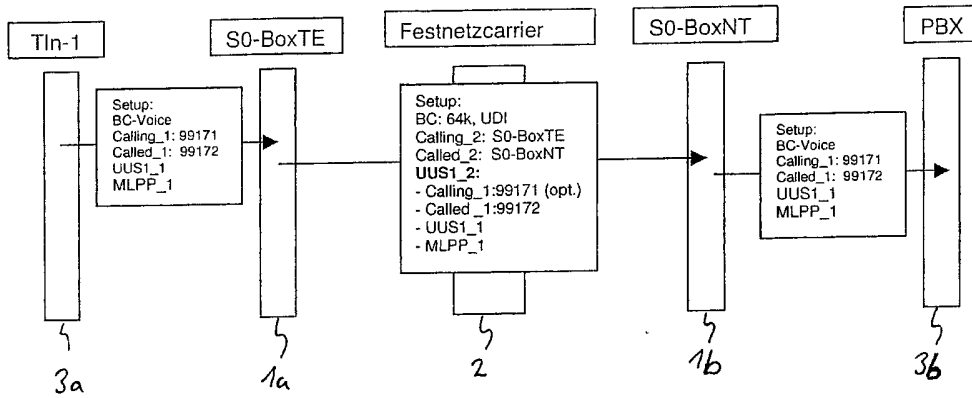 Tln-1
S0-BoxTE
Festnetzcarrier
S0-BoxNT
PBX
Setup:
BC-Voice
Calling_1: 99171
Called_1: 99172
UUS1_1
MLPP_1
Setup:
BC: 64k, UDI
Calling_2: S0-BoxTE
Called_2: S0-BoxNT
UUS1_2:
- Calling_1:99171 (opt.)
- Called_1:99172
- UUS1_1
- MLPP_1
Setup:
BC-Voice
Calling_1: 99171
Called_1: 99172
UUS1_1
MLPP_1
3a
1a
2
1b
3b